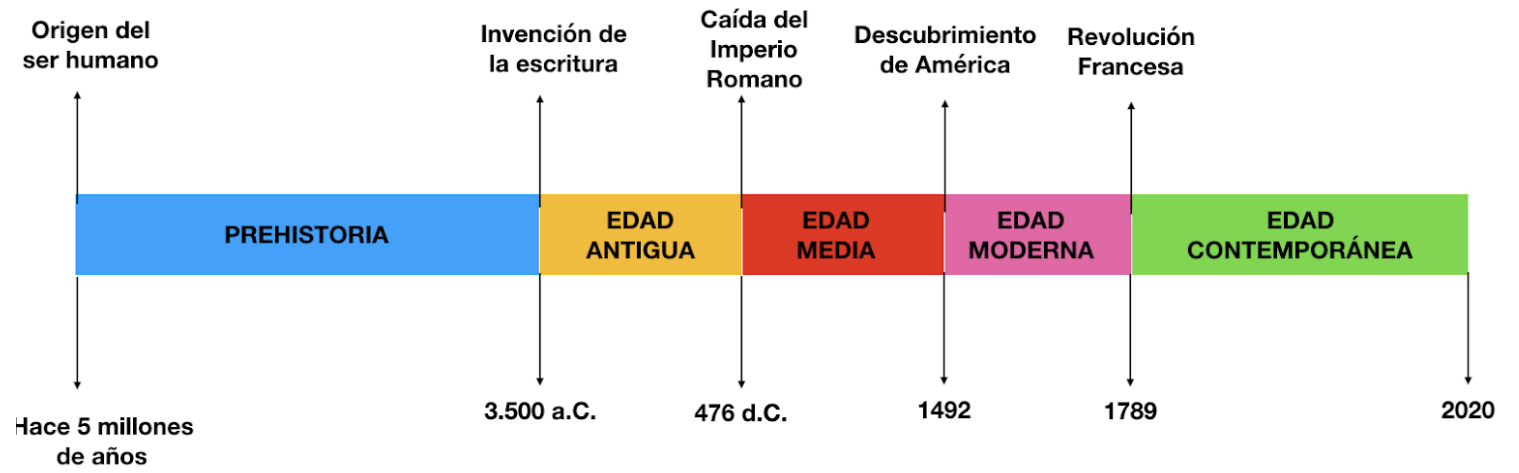 Origen del
ser humano
Invención de
la escritura
Caída del
Imperio
Romano
Descubrimiento
de América
Revolución
Francesa
PREHISTORIA
EDAD
ANTIGUA
EDAD
MEDIA
EDAD
MODERNA
EDAD
CONTEMPORÁNEA
Hace 5 millones
de años
3.500 a.C.
476 d.C.
1492
1789
2020